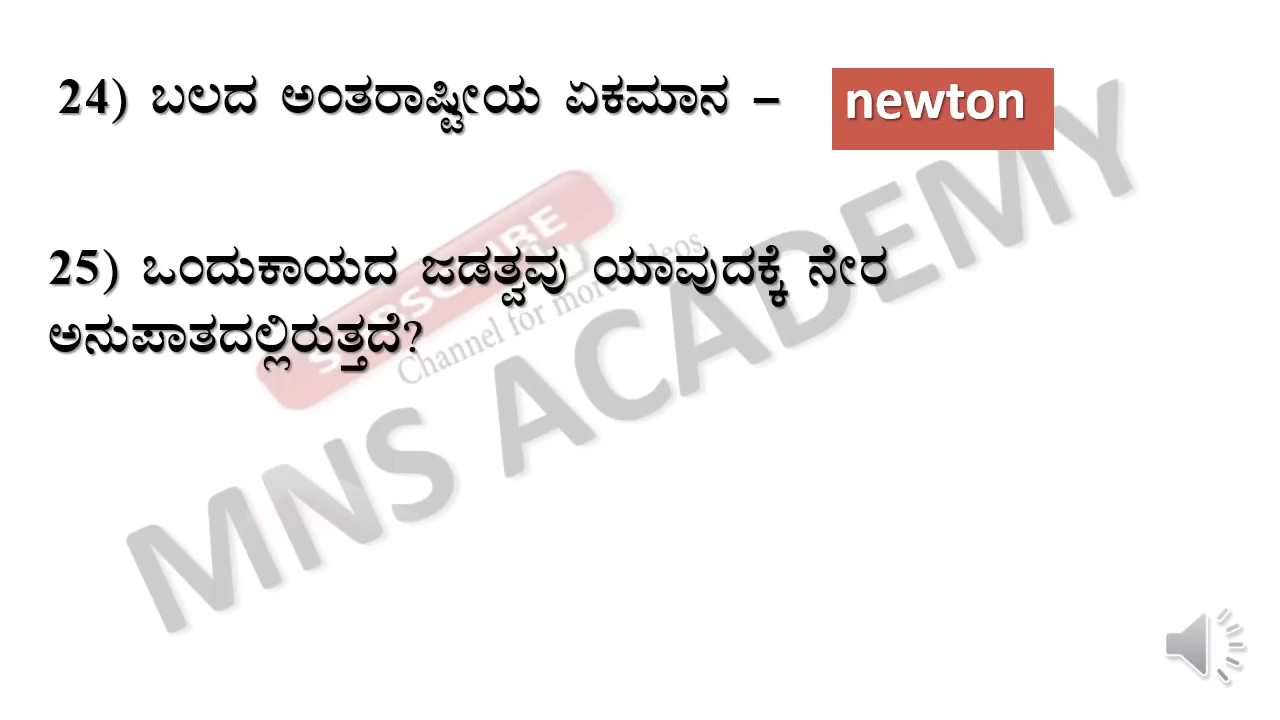 24) ಬಲದ ಅಂತರಾಷ್ಟೀಯ ಏಕಮಾನ – newton
25) ಒಂದುಕಾಯದ ಜಡತ್ವವು ಯಾವುದಕ್ಕೆ ನೇರ
ಅನುಪಾತದಲ್ಲಿರುತ್ತದೆ?
SUBSCRIBE
Channel for more videos
MNS ACADEMY